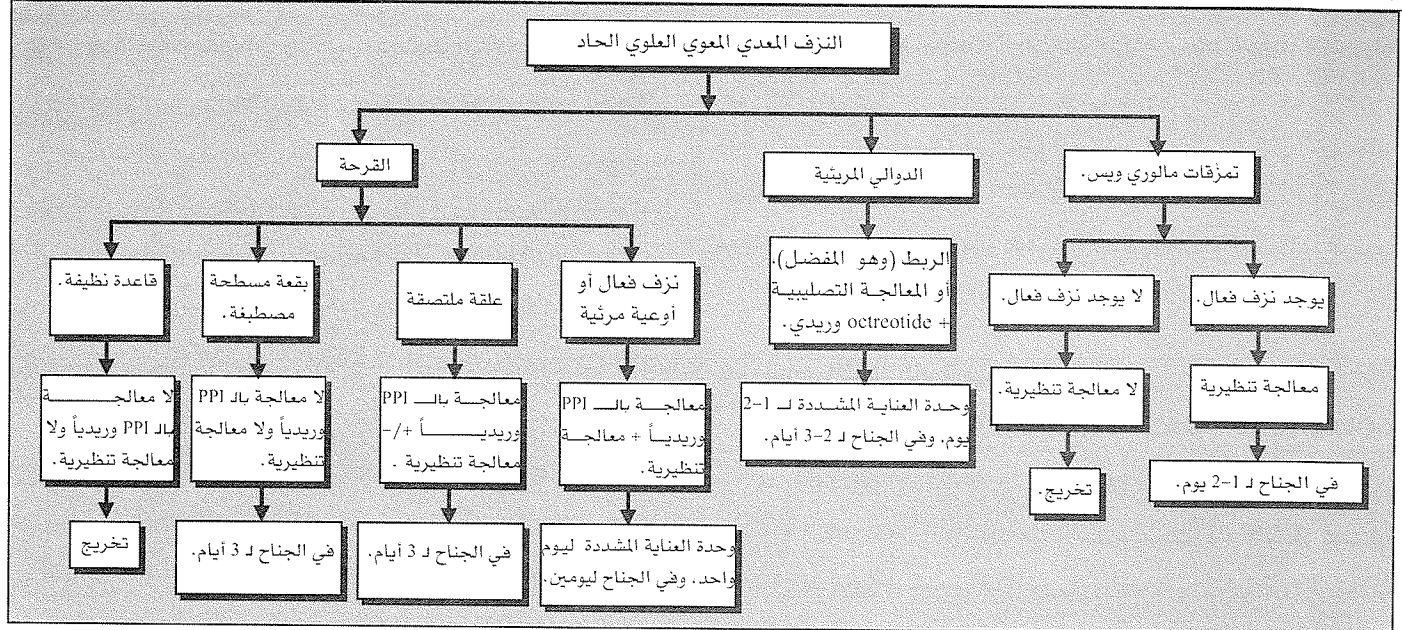 النزف المعدي المعوي العلوي الحاد
تمزقات مالوري ويس.
الدوالي المريئية
القرحة
يوجد نزف فعال.
لا يوجد نزف فعال.
الربط (وهو المفضل).
أو المعالجة التصليبية
+ octreotide وريدي.
نزف فعال أو
أوعية مرئية
علقة ملتصقة
بقعة مسطحة
مصطبغة.
قاعدة نظيفة.
معالجة تنظيرية
لا معالجة تنظيرية.
وحدة العناية المشددة لـ 1-2
يوم. وفي الجناح لـ 2-3 أيام.
معالجة بالـ PPI
وريدياً + معالجة
تنظيرية.
معالجة بالـ PPI
وريدياً +/-
معالجة تنظيرية .
لا معالجة بالـ PPI
وريدياً ولا معالجة
تنظيرية.
لا معالجة
بالـ PPI وريدياً ولا
معالجة تنظيرية.
في الجناح لـ 1-2 يوم.
تخريج.
وحدة العناية المشددة ليوم
واحد. وفي الجناح ليومين.
في الجناح لـ 3 أيام.
في الجناح لـ 3 أيام.
تخريج